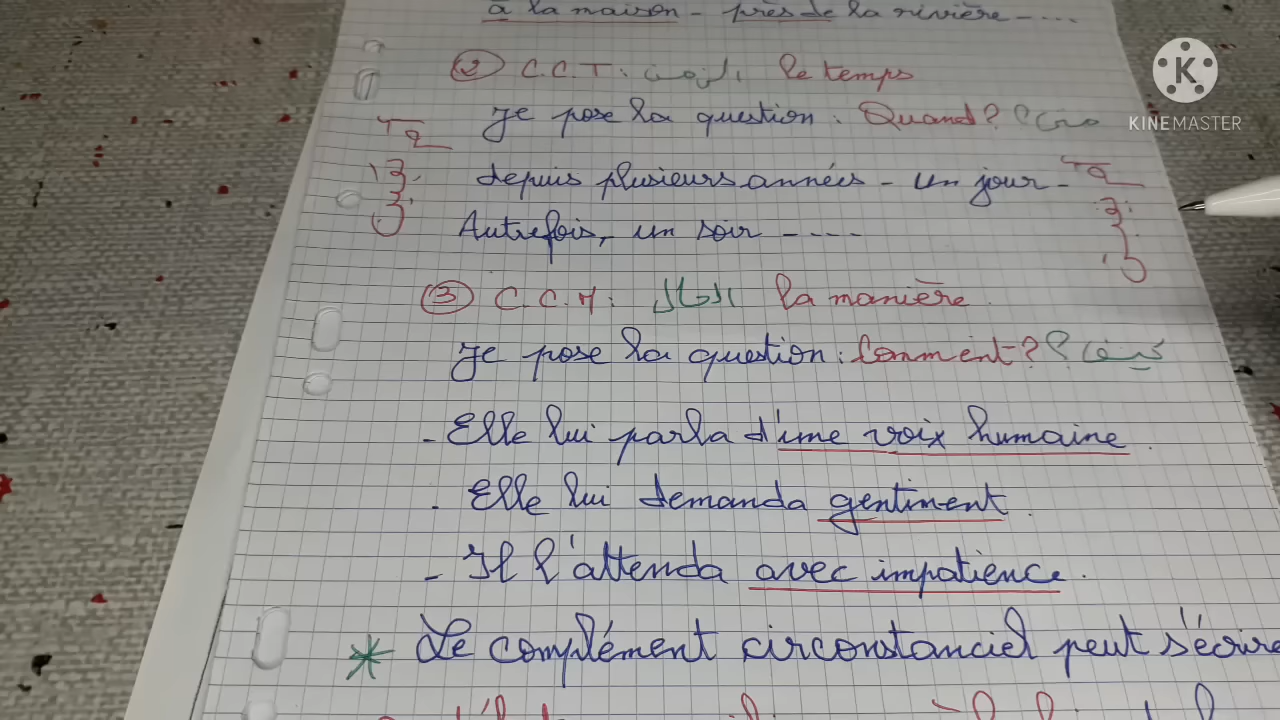 à la maison - près de la rivière - ....
② C.C.T : الزمن le temps
Je pose la question : Quand ? متى؟
depuis plusieurs années - un jour -
Autrefois, un soir - - - -
③ C.C.M : الحال la manière
Je pose la question : Comment ? كيف؟
- Elle lui parla d'une voix humaine.
- Elle lui demanda gentiment.
- Il l'attenda avec impatience.
* Le complément circonstanciel peut s'écrire
KINEMASTER